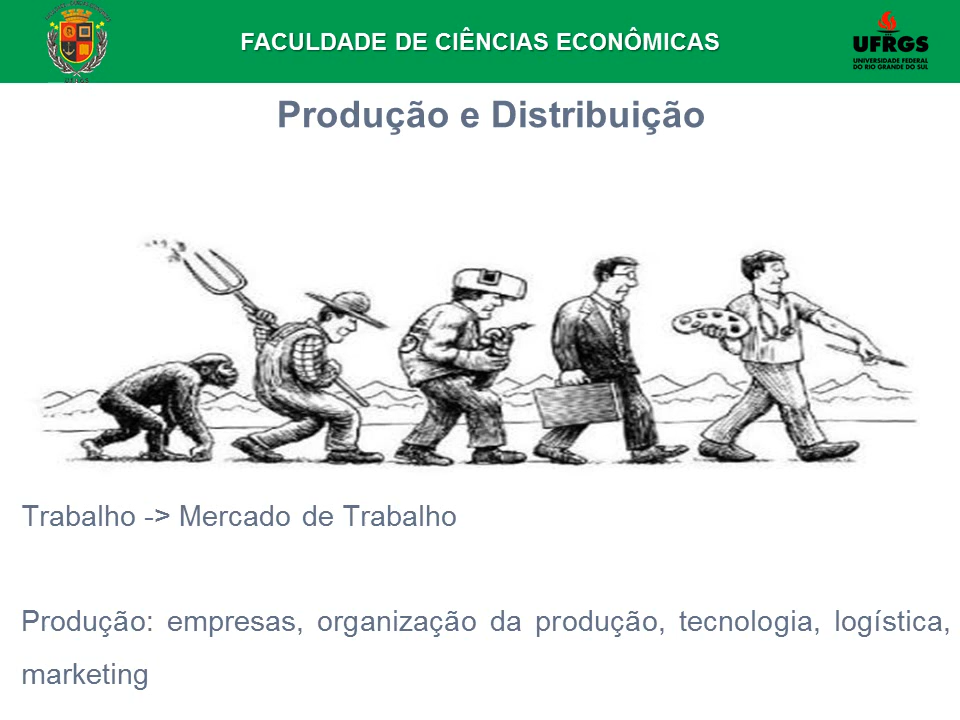 FACULDADE DE CIÊNCIAS ECONÔMICAS
UFRGS
UNIVERSIDADE FEDERAL
DO RIO GRANDE DO SUL
Produção e Distribuição
Trabalho -> Mercado de Trabalho
Produção: empresas, organização da produção, tecnologia, logística,
marketing